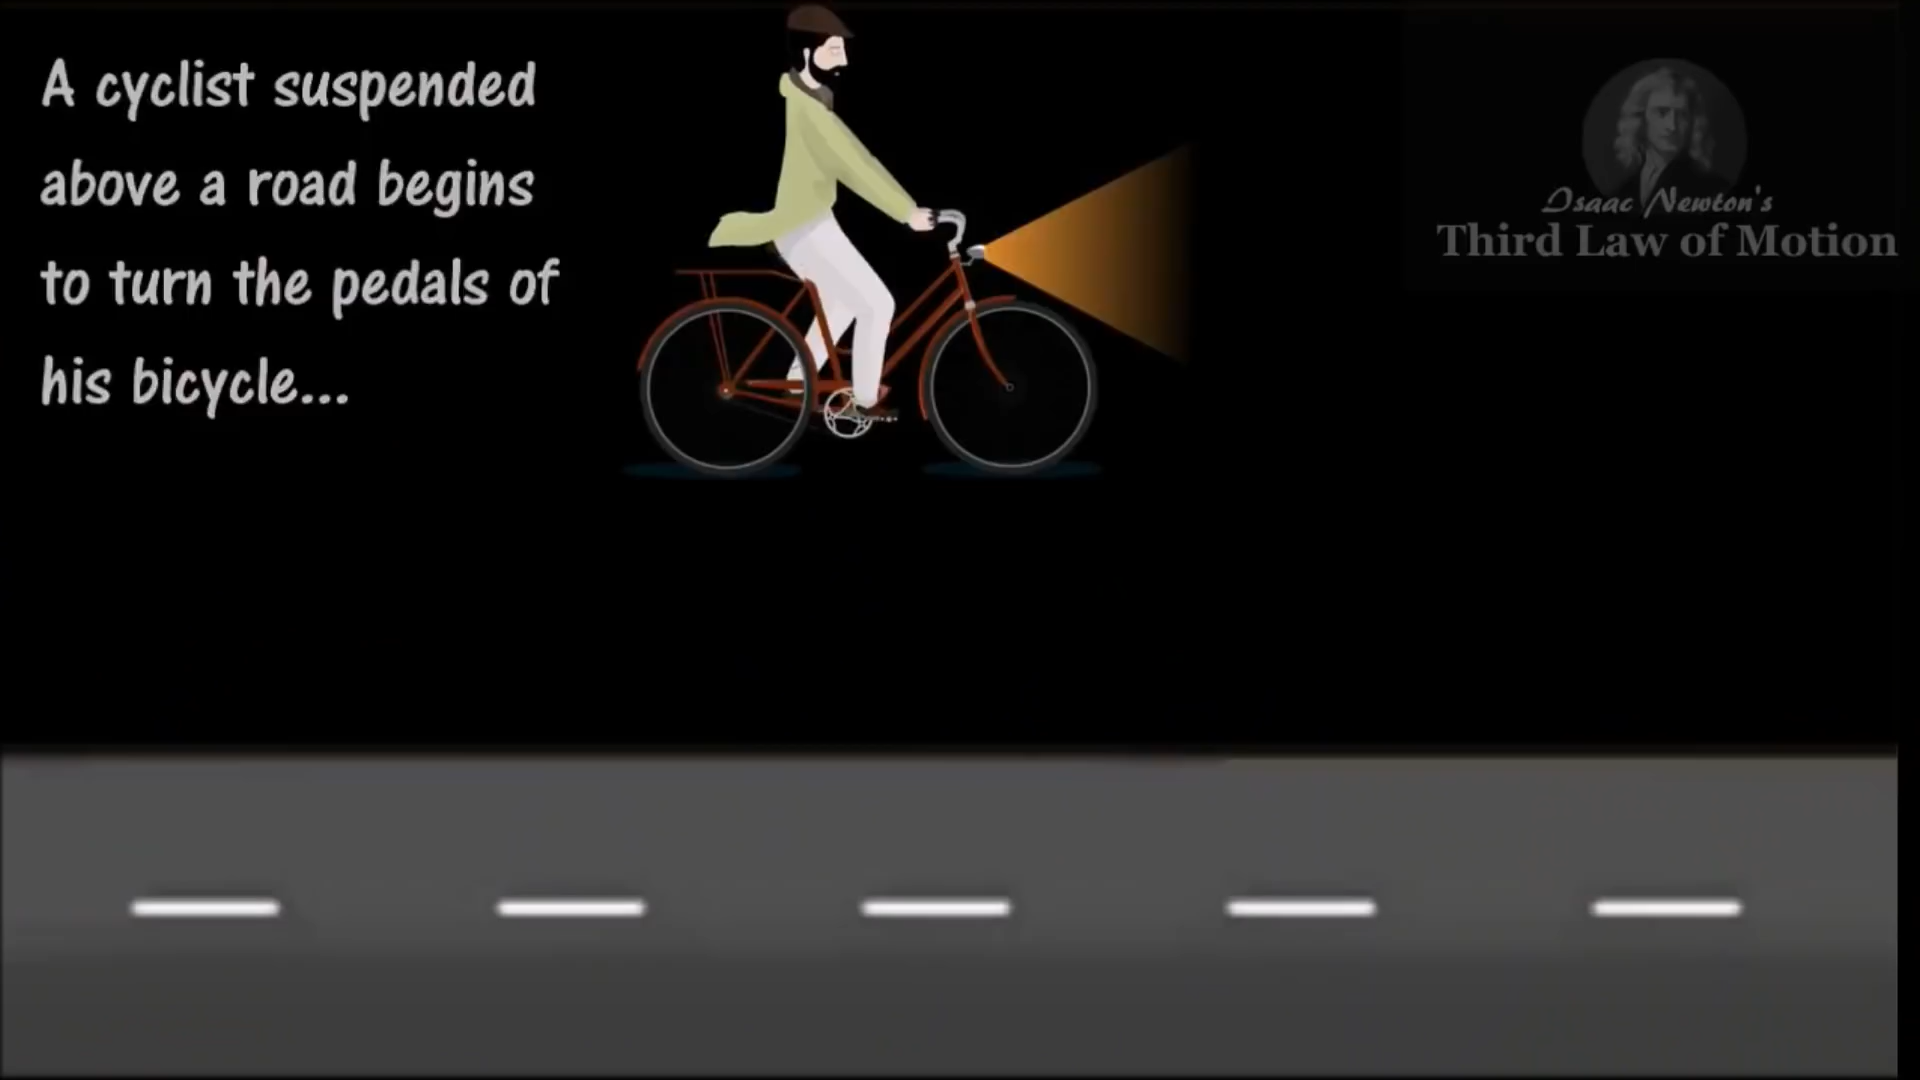 A cyclist suspended
above a road begins
to turn the pedals of
his bicycle...
Isaac Newton's
Third Law of Motion